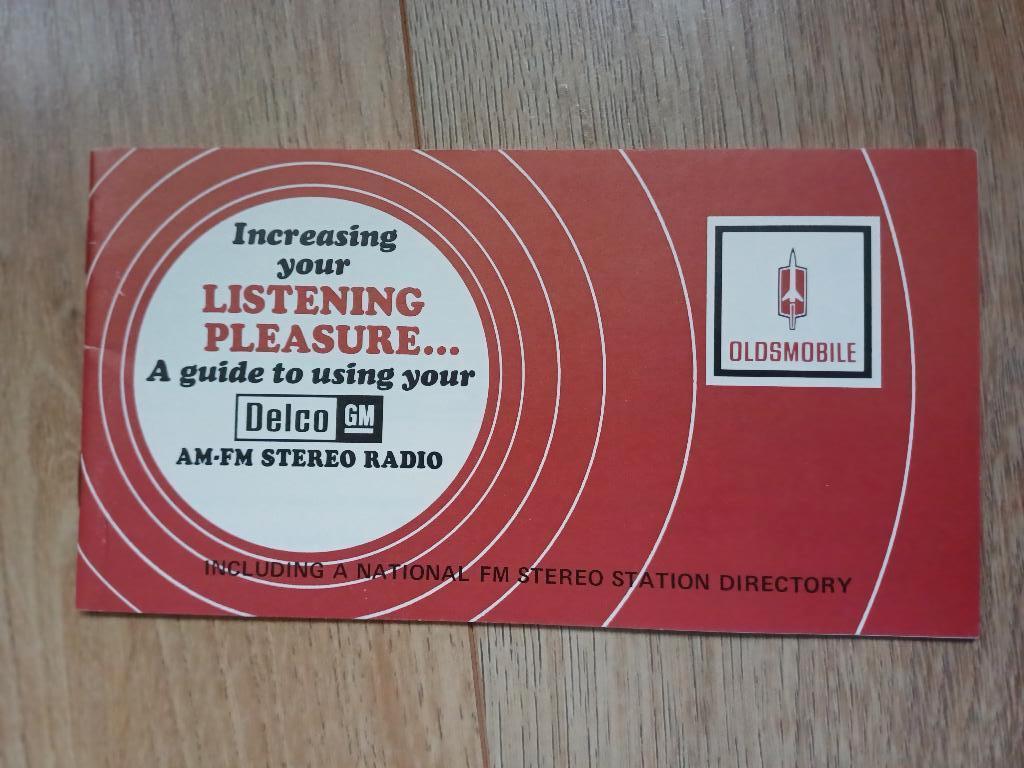 Increasing
your
LISTENING
PLEASURE...
A guide to using your
Delco GM
AM-FM STEREO RADIO
OLDSMOBILE
INCLUDING A NATIONAL FM STEREO STATION DIRECTORY